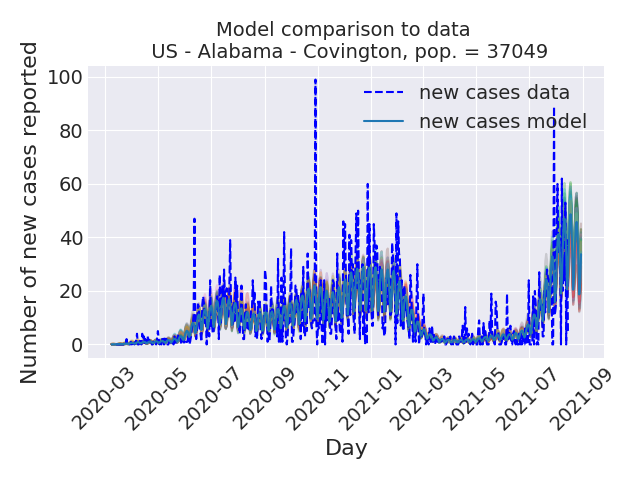 Model comparison to data
US - Alabama - Covington, pop. = 37049
Number of new cases reported
100
80
60
40
20
0
new cases data
new cases model
2020-03
2020-05
2020-07
2020-09
2020-11
2021-01
2021-03
2021-05
2021-07
2021-09
Day